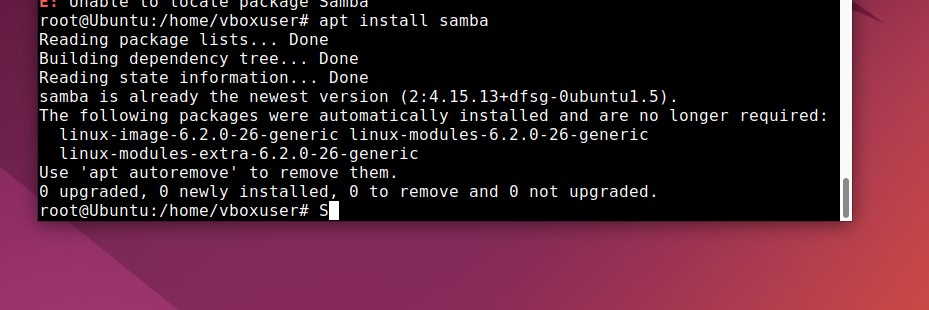 E: Unable to locate package Samba
root@Ubuntu:/home/vboxuser# apt install samba
Reading package lists... Done
Building dependency tree... Done
Reading state information... Done
samba is already the newest version (2:4.15.13+dfsg-0ubuntu1.5).
The following packages were automatically installed and are no longer required:
  linux-image-6.2.0-26-generic linux-modules-6.2.0-26-generic
  linux-modules-extra-6.2.0-26-generic
Use 'apt autoremove' to remove them.
0 upgraded, 0 newly installed, 0 to remove and 0 not upgraded.
root@Ubuntu:/home/vboxuser# S